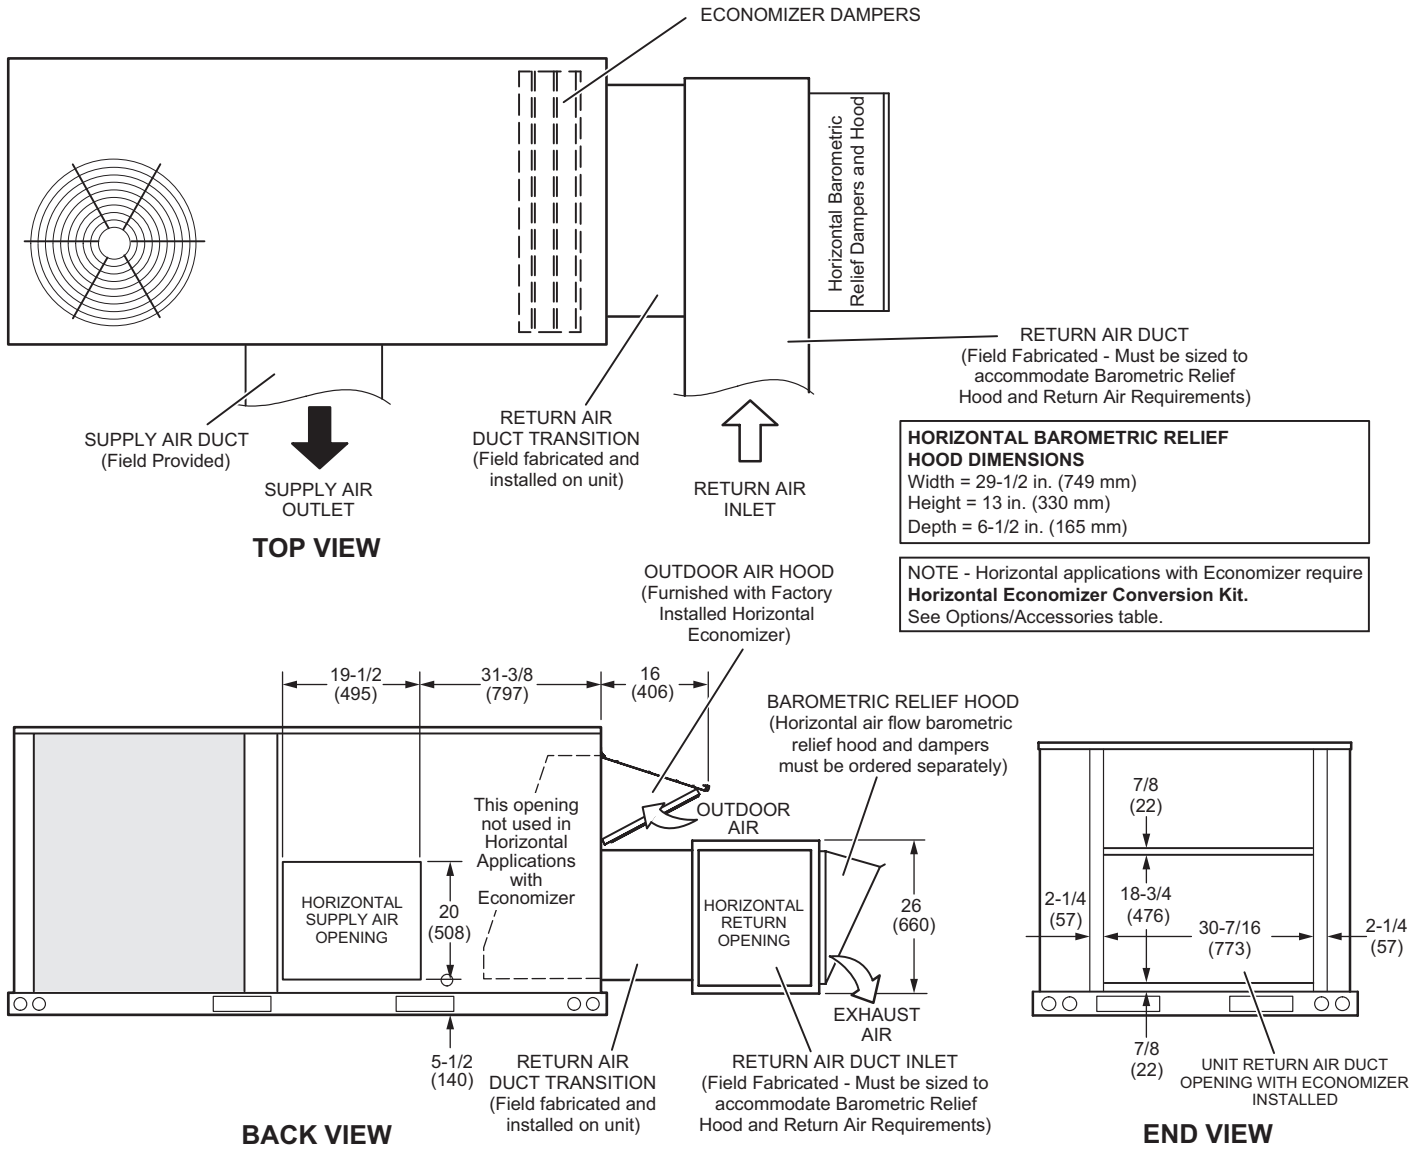 ECONOMIZER DAMPERS
Horizontal Barometric
Relief Dampers and Hood
RETURN AIR DUCT
(Field Fabricated - Must be sized to
accommodate Barometric Relief
Hood and Return Air Requirements)
SUPPLY AIR DUCT
(Field Provided)
SUPPLY AIR
OUTLET
RETURN AIR
DUCT TRANSITION
(Field fabricated and
installed on unit)
RETURN AIR
INLET
TOP VIEW
HORIZONTAL BAROMETRIC RELIEF
HOOD DIMENSIONS
Width = 29-1/2 in. (749 mm)
Height = 13 in. (330 mm)
Depth = 6-1/2 in. (165 mm)
NOTE - Horizontal applications with Economizer require
Horizontal Economizer Conversion Kit.
See Options/Accessories table.
OUTDOOR AIR HOOD
(Furnished with Factory
Installed Horizontal
Economizer)
19-1/2
(495)
31-3/8
(797)
16
(406)
BAROMETRIC RELIEF HOOD
(Horizontal air flow barometric
relief hood and dampers
must be ordered separately)
This opening
not used in
Horizontal
Applications
with
Economizer
OUTDOOR
AIR
HORIZONTAL
SUPPLY AIR
OPENING
20
(508)
HORIZONTAL
RETURN
OPENING
26
(660)
EXHAUST
AIR
5-1/2
(140)
RETURN AIR
DUCT TRANSITION
(Field fabricated and
installed on unit)
RETURN AIR DUCT INLET
(Field Fabricated - Must be sized to
accommodate Barometric Relief
Hood and Return Air Requirements)
BACK VIEW
7/8
(22)
2-1/4
(57)
18-3/4
(476)
30-7/16
(773)
2-1/4
(57)
7/8
(22)
UNIT RETURN AIR DUCT
OPENING WITH ECONOMIZER
INSTALLED
END VIEW